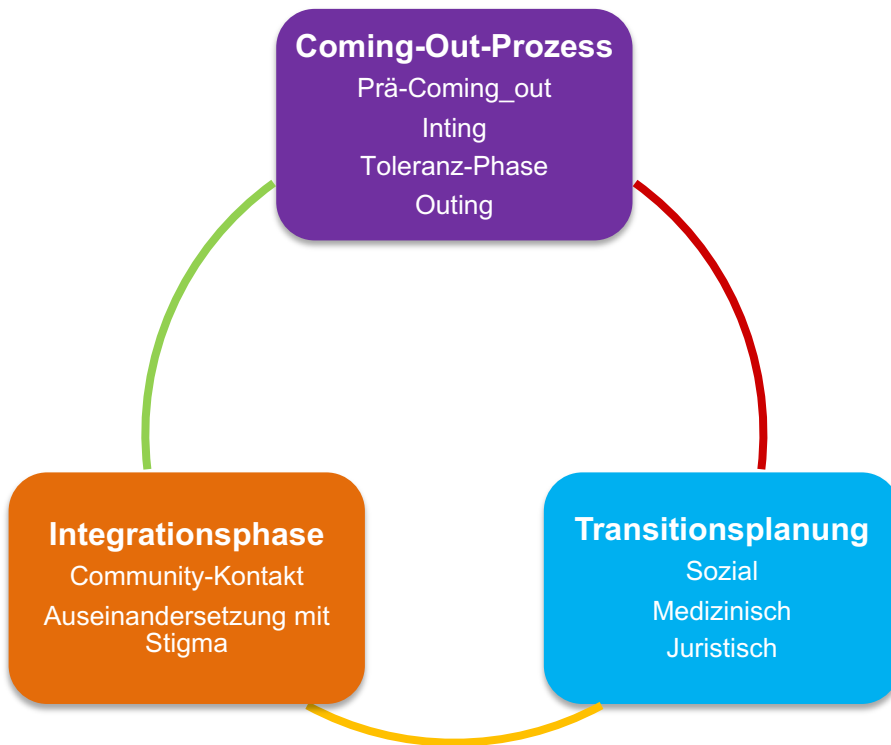 Coming-Out-Prozess
Prä-Coming_out
Inting
Toleranz-Phase
Outing
Integrationsphase
Community-Kontakt
Auseinandersetzung mit
Stigma
Transitionsplanung
Sozial
Medizinisch
Juristisch